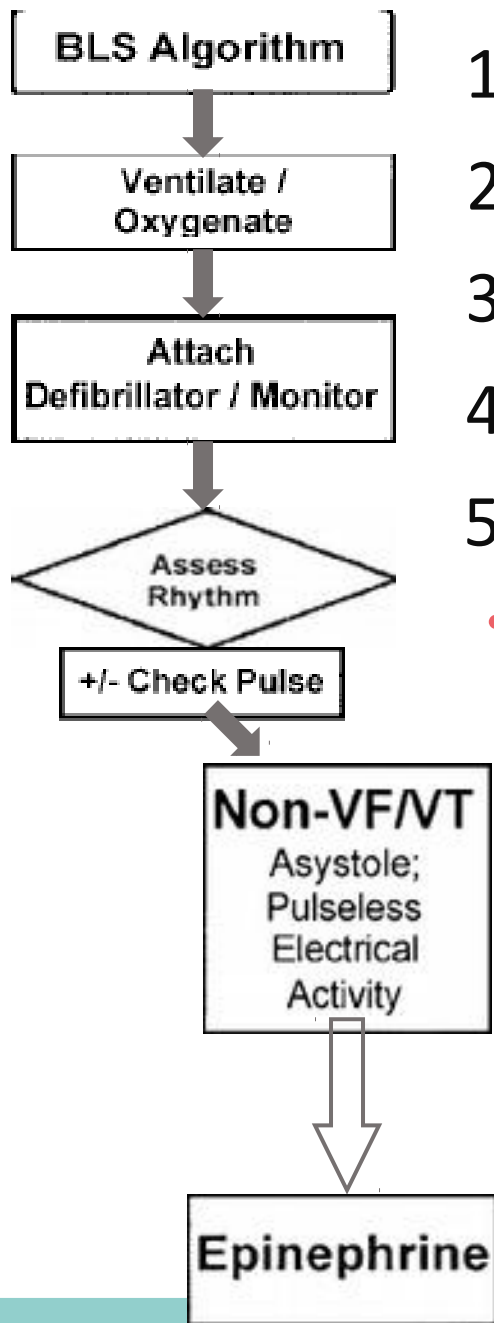 BLS Algorithm
1
Ventilate /
Oxygenate
2
3
Attach
Defibrillator / Monitor
4
5
Assess
Rhythm
+/- Check Pulse
Non-VF/VT
Asystole;
Pulseless
Electrical
Activity
Epinephrine